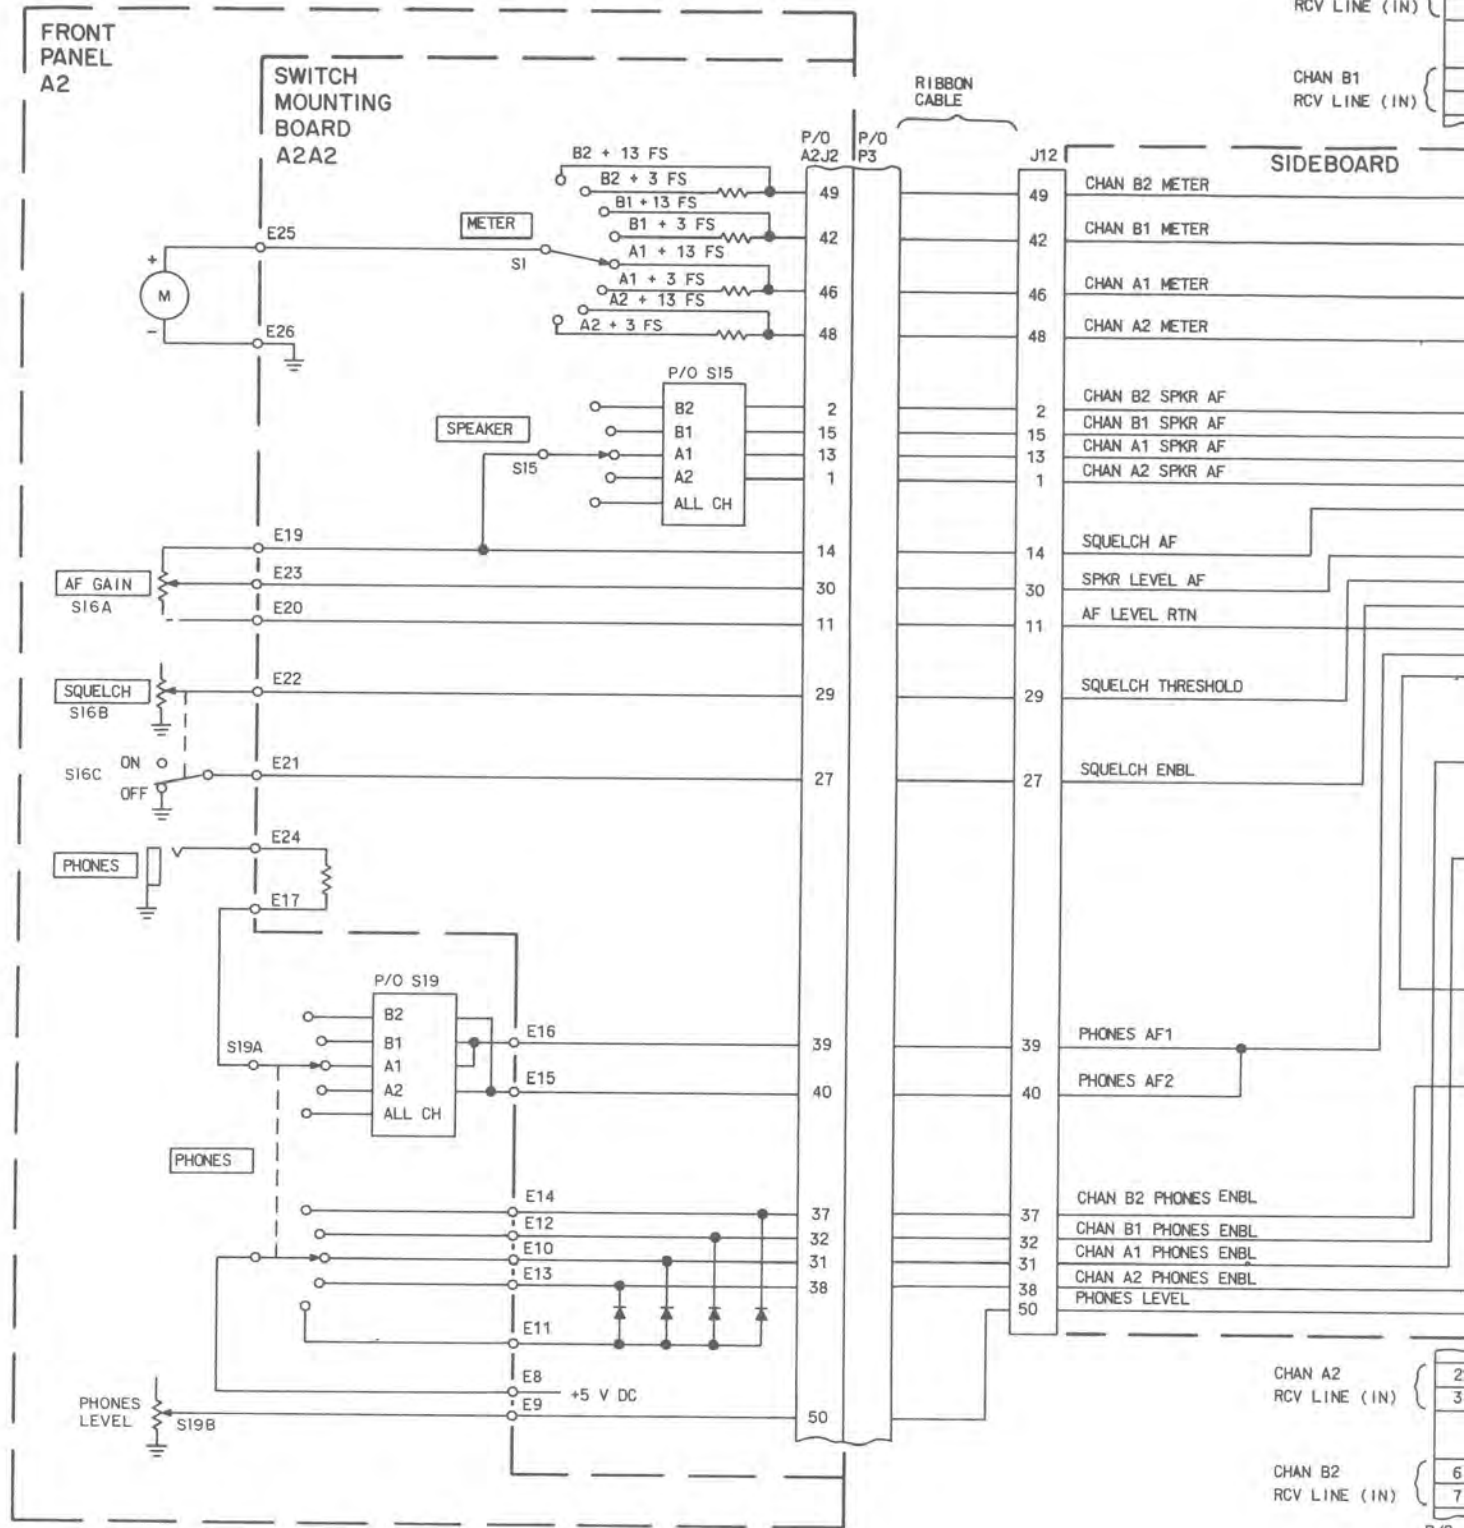 FRONT
PANEL
A2
SWITCH
MOUNTING
BOARD
A2A2
RIBBON
CABLE
P/O
A2J2
P/O
P3
J12
SIDEBOARD
RCV LINE (IN)
CHAN B1
RCV LINE (IN)
B2 + 13 FS
B2 + 3 FS
B1 + 13 FS
B1 + 3 FS
A1 + 13 FS
A1 + 3 FS
A2 + 13 FS
A2 + 3 FS
METER
S1
E25
+
M
-
E26
49
42
46
48
49
42
46
48
CHAN B2 METER
CHAN B1 METER
CHAN A1 METER
CHAN A2 METER
P/O S15
B2
B1
A1
A2
ALL CH
SPEAKER
S15
2
15
13
1
2
15
13
1
CHAN B2 SPKR AF
CHAN B1 SPKR AF
CHAN A1 SPKR AF
CHAN A2 SPKR AF
E19
14
14
SQUELCH AF
AF GAIN
S16A
E23
30
30
SPKR LEVEL AF
E20
11
11
AF LEVEL RTN
SQUELCH
S16B
E22
29
29
SQUELCH THRESHOLD
S16C
ON
OFF
E21
27
27
SQUELCH ENBL
E24
PHONES
E17
P/O S19
B2
B1
A1
A2
ALL CH
S19A
E16
39
39
PHONES AF1
E15
40
40
PHONES AF2
PHONES
E14
37
37
CHAN B2 PHONES ENBL
E12
32
32
CHAN B1 PHONES ENBL
E10
31
31
CHAN A1 PHONES ENBL
E13
38
38
CHAN A2 PHONES ENBL
50
PHONES LEVEL
E11
E8
+5 V DC
PHONES
LEVEL
S19B
E9
50
CHAN A2
RCV LINE (IN)
2
3
CHAN B2
RCV LINE (IN)
6
7